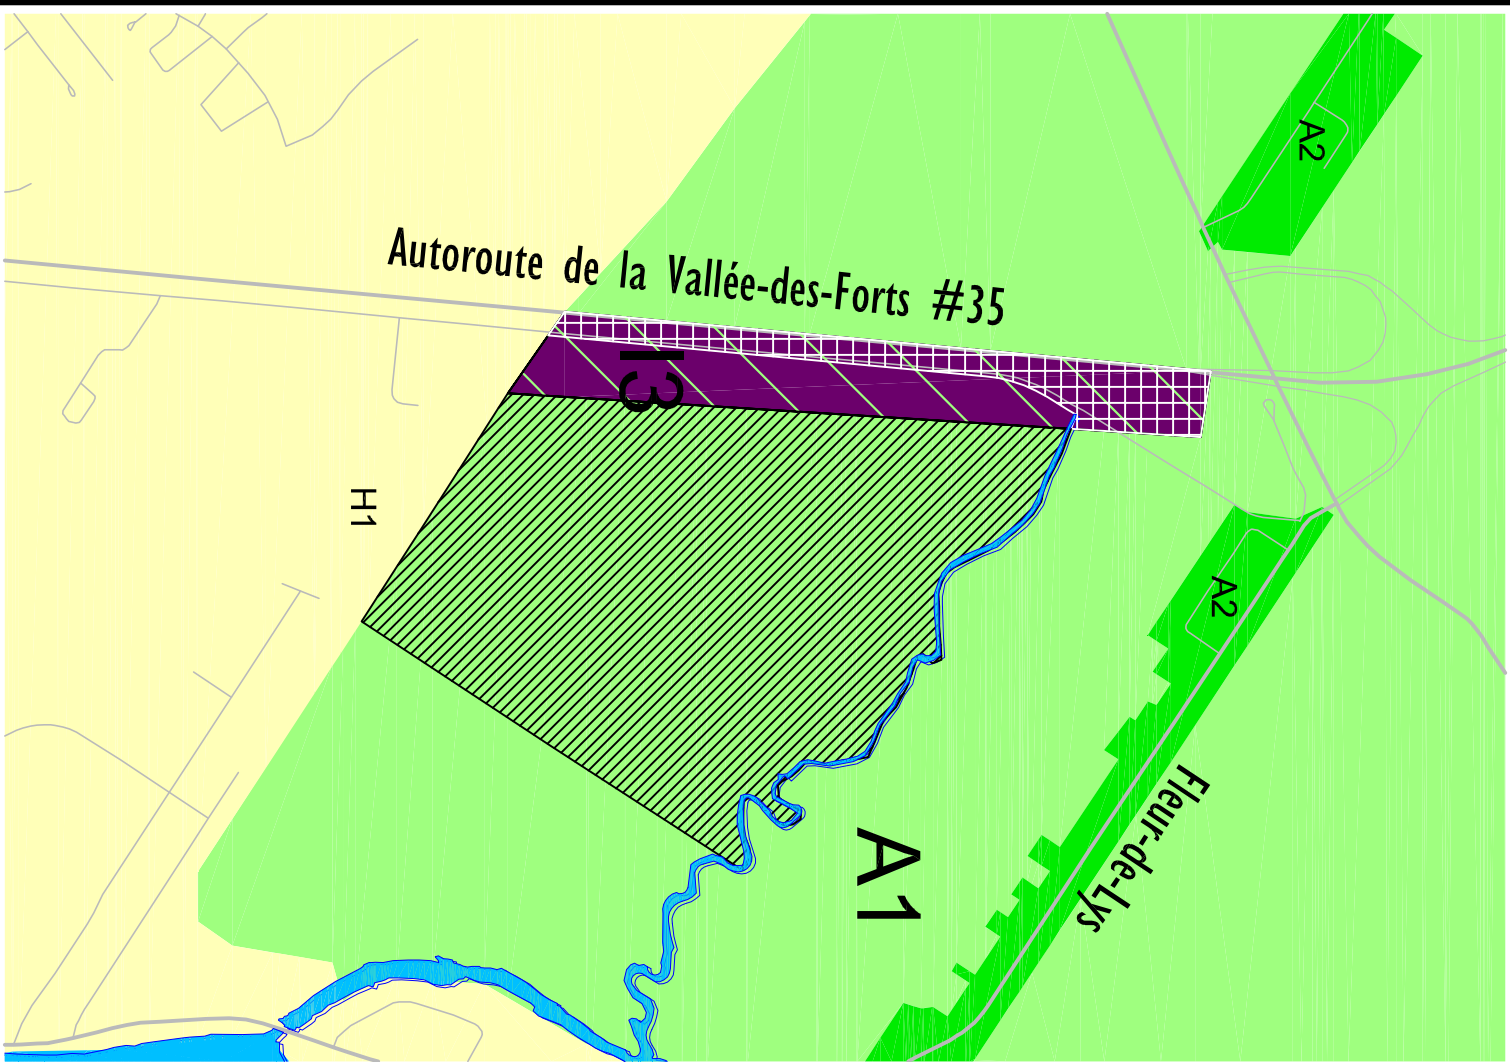 A2
Autoroute de la Vallée-des-Forts #35
I3
H1
A2
Fleur-de-Lys
A1